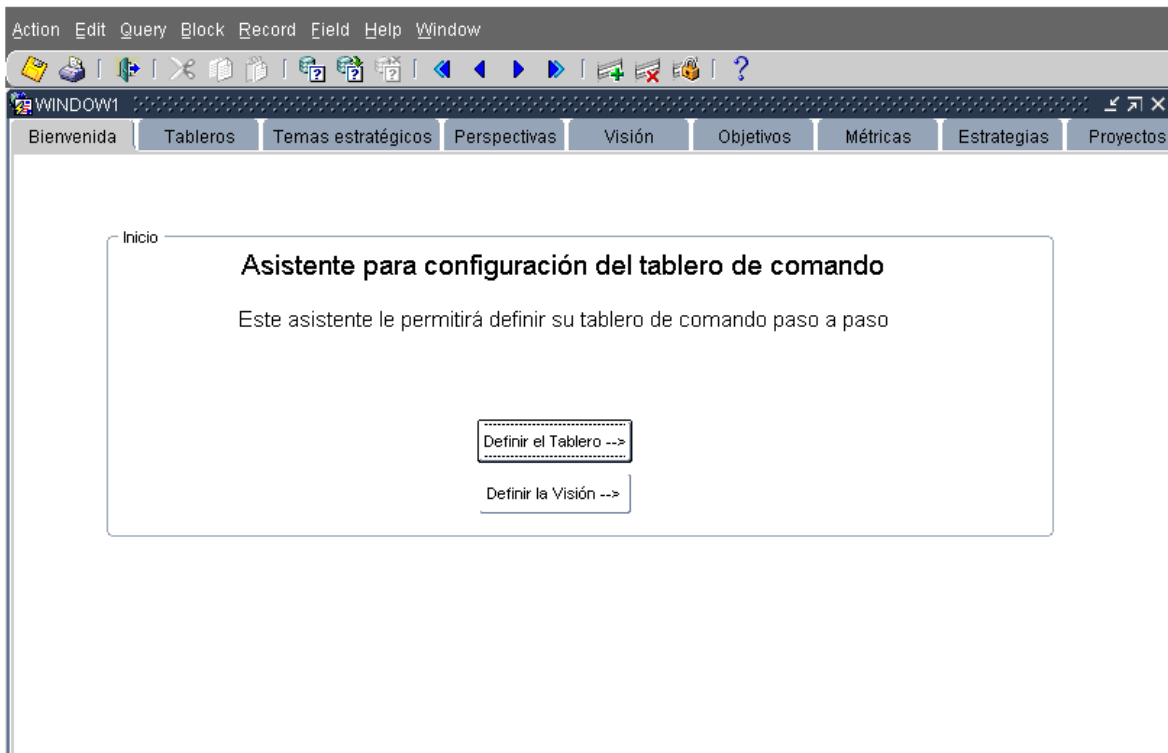 Action Edit Query Block Record Field Help Window
WINDOW1
Bienvenida Tableros Temas estratégicos Perspectivas Visión Objetivos Métricas Estrategias Proyectos
Inicio
Asistente para configuración del tablero de comando
Este asistente le permitirá definir su tablero de comando paso a paso
Definir el Tablero -->
Definir la Visión -->